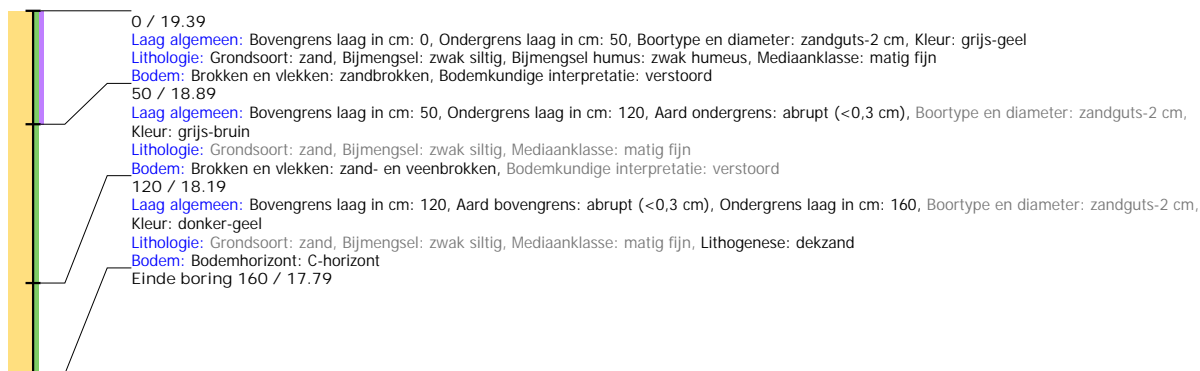 0 / 19.39
Laag algemeen: Bovengrens laag in cm: 0, Ondergrens laag in cm: 50, Boortype en diameter: zandguts-2 cm, Kleur: grijs-geel
Lithologie: Grondsoort: zand, Bijmengsel: zwak siltig, Bijmengsel humus: zwak humeus, Mediaanklasse: matig fijn
Bodem: Brokken en vlekken: zandbrokken, Bodemkundige interpretatie: verstoord
50 / 18.89
Laag algemeen: Bovengrens laag in cm: 50, Ondergrens laag in cm: 120, Aard ondergrens: abrupt (<0,3 cm), Boortype en diameter: zandguts-2 cm,
Kleur: grijs-bruin
Lithologie: Grondsoort: zand, Bijmengsel: zwak siltig, Mediaanklasse: matig fijn
Bodem: Brokken en vlekken: zand- en veenbrokken, Bodemkundige interpretatie: verstoord
120 / 18.19
Laag algemeen: Bovengrens laag in cm: 120, Aard bovengrens: abrupt (<0,3 cm), Ondergrens laag in cm: 160, Boortype en diameter: zandguts-2 cm,
Kleur: donker-geel
Lithologie: Grondsoort: zand, Bijmengsel: zwak siltig, Mediaanklasse: matig fijn, Lithogenese: dekzand
Bodem: Bodemhorizont: C-horizont
Einde boring 160 / 17.79